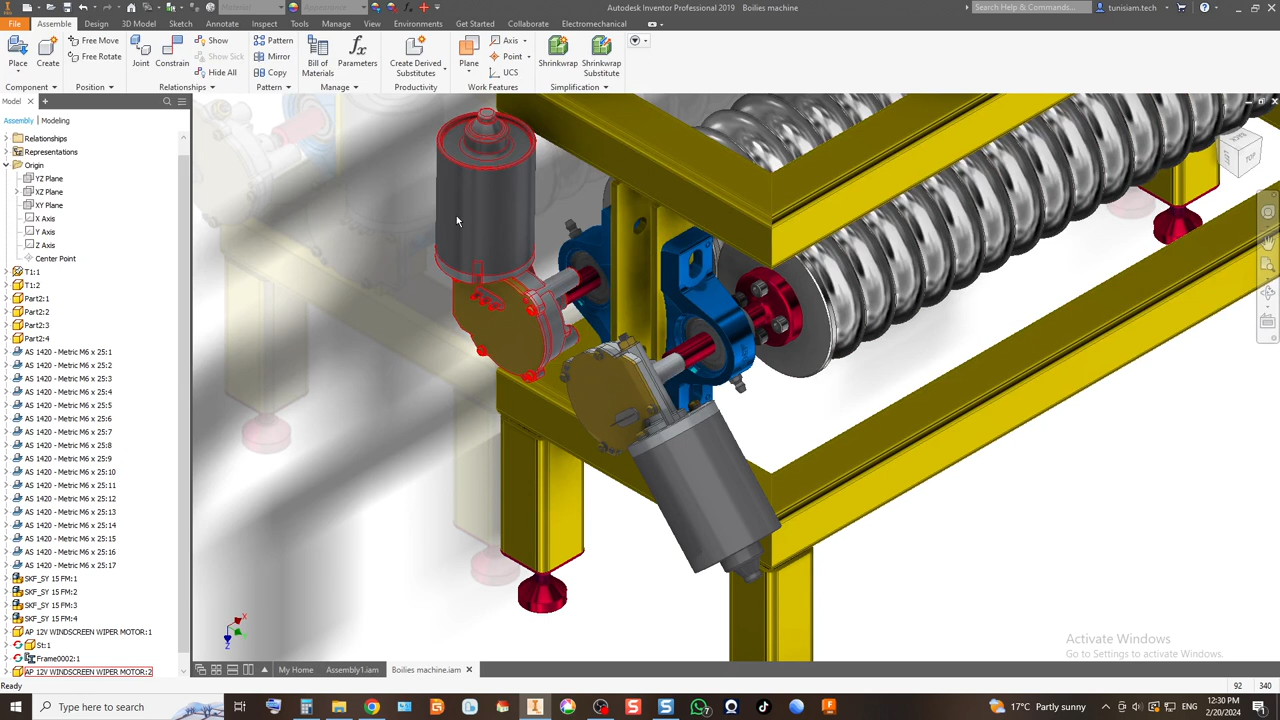 Material
Appearance
Autodesk Inventor Professional 2019 Boilies machine
Search Help & Commands...
tunisiam.tech
File Assemble Design 3D Model Sketch Annotate Inspect Tools Manage View Environments Get Started Collaborate Electromechanical
Place
Create
Free Move
Free Rotate
Joint
Constrain
Show
Show Sick
Hide All
Pattern
Mirror
Copy
Bill of
Materials
Parameters
Create Derived
Substitutes
Plane
Axis
Point
UCS
Shrinkwrap
Shrinkwrap
Substitute
Component Position Relationships Pattern Manage Productivity Work Features Simplification
Model
Assembly Modeling
Relationships
Representations
Origin
YZ Plane
XZ Plane
XY Plane
X Axis
Y Axis
Z Axis
Center Point
T1:1
T1:2
Part2:1
Part2:2
Part2:3
Part2:4
AS 1420 - Metric M6 x 25:1
AS 1420 - Metric M6 x 25:2
AS 1420 - Metric M6 x 25:3
AS 1420 - Metric M6 x 25:4
AS 1420 - Metric M6 x 25:5
AS 1420 - Metric M6 x 25:6
AS 1420 - Metric M6 x 25:7
AS 1420 - Metric M6 x 25:8
AS 1420 - Metric M6 x 25:9
AS 1420 - Metric M6 x 25:10
AS 1420 - Metric M6 x 25:11
AS 1420 - Metric M6 x 25:12
AS 1420 - Metric M6 x 25:13
AS 1420 - Metric M6 x 25:14
AS 1420 - Metric M6 x 25:15
AS 1420 - Metric M6 x 25:16
AS 1420 - Metric M6 x 25:17
SKF_SY 15 FM:1
SKF_SY 15 FM:2
SKF_SY 15 FM:3
SKF_SY 15 FM:4
AP 12V WINDSCREEN WIPER MOTOR:1
St:1
Frame0002:1
AP 12V WINDSCREEN WIPER MOTOR:2
BACK
LEFT
TOP
X
Y
Z
Activate Windows
Go to Settings to activate Windows.
My Home Assembly1.iam Boilies machine.iam
Ready
92 340
Type here to search
17°C Partly sunny
12:30 PM
2/20/2024